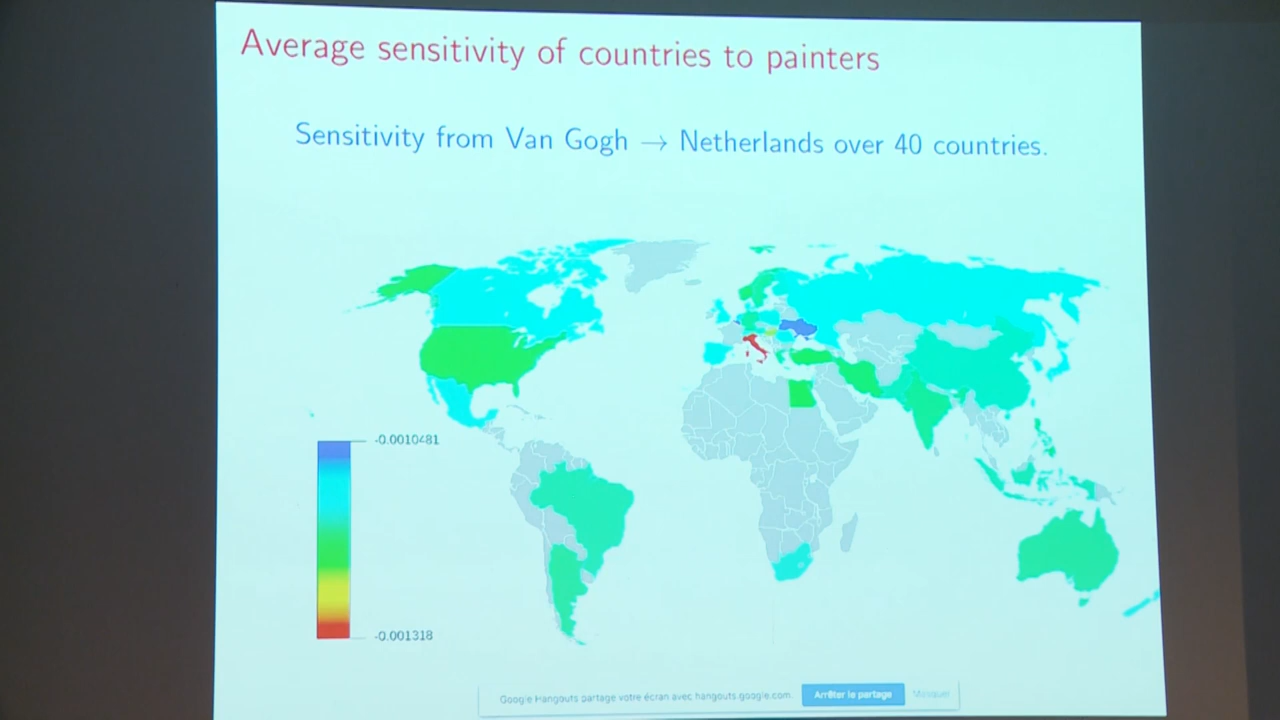 Average sensitivity of countries to painters
Sensitivity from Van Gogh → Netherlands over 40 countries.
-0.0010481
-0.001318
Google Hangouts partage votre écran avec hangouts.google.com.
Arrêter le partage
Masquer